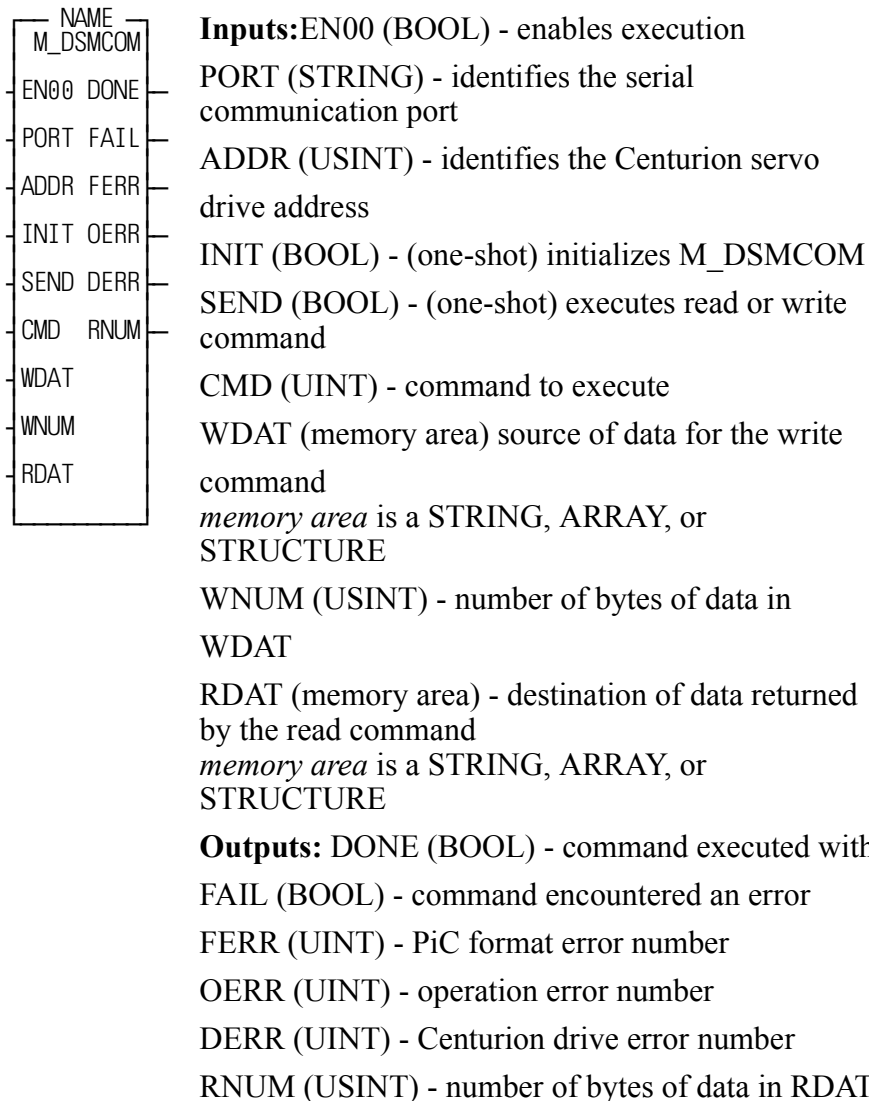 NAME
M_DSMCOM
EN00 DONE
PORT FAIL
ADDR FERR
INIT OERR
SEND DERR
CMD RNUM
WDAT
WNUM
RDAT
Inputs:EN00 (BOOL) - enables execution
PORT (STRING) - identifies the serial
communication port
ADDR (USINT) - identifies the Centurion servo
drive address
INIT (BOOL) - (one-shot) initializes M_DSMCOM
SEND (BOOL) - (one-shot) executes read or write
command
CMD (UINT) - command to execute
WDAT (memory area) source of data for the write
command
memory area is a STRING, ARRAY, or
STRUCTURE
WNUM (USINT) - number of bytes of data in
WDAT
RDAT (memory area) - destination of data returned
by the read command
memory area is a STRING, ARRAY, or
STRUCTURE
Outputs: DONE (BOOL) - command executed with
FAIL (BOOL) - command encountered an error
FERR (UINT) - PiC format error number
OERR (UINT) - operation error number
DERR (UINT) - Centurion drive error number
RNUM (USINT) - number of bytes of data in RDAT